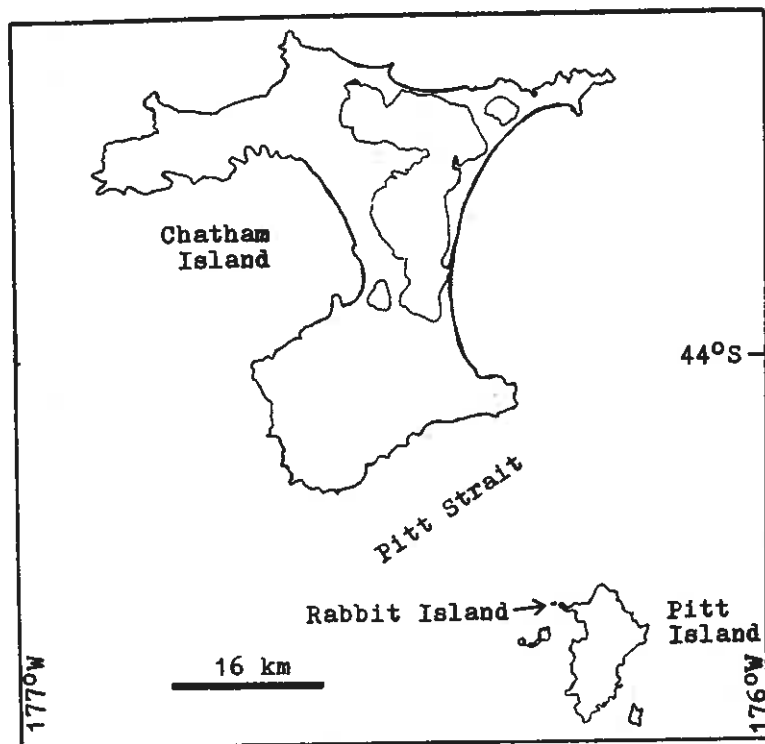 Chatham
Island
44°S
Pitt Strait
Rabbit Island
Pitt
Island
16 km
177°W
176°W